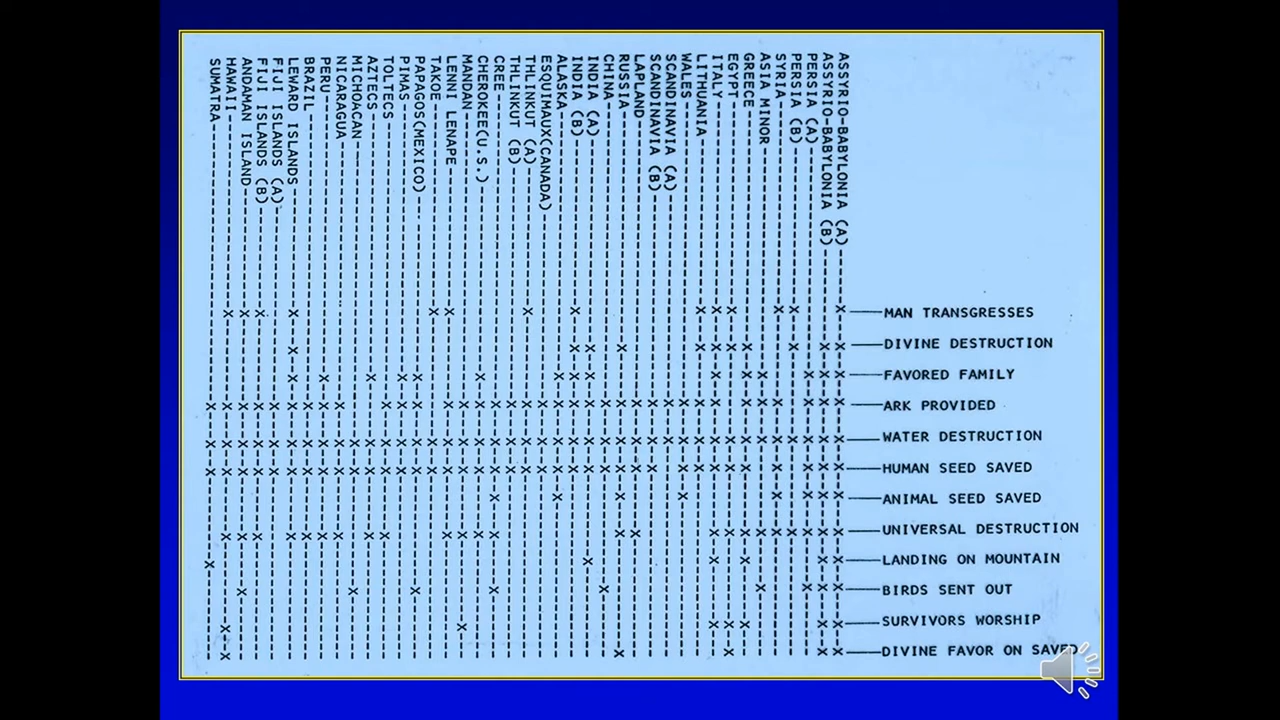 SUMATRA
HAWAII
ANDAMAN ISLAND
FIJI ISLANDS (B)
FIJI ISLANDS (A)
LEWARD ISLANDS
BRAZIL
PERU
NICARAGUA
MICHOACAN
AZTECS
TOLTECS
PIMAS
PAPAGOS(MEXICO)
TAKOE
LENNI LENAPE
MANDAN
CHEROKEE(U.S.)
CREE
THLINKUT (B)
THLINKUT (A)
ESQUIMAUX(CANADA)
ALASKA
INDIA (B)
INDIA (A)
CHINA
RUSSIA
LAPLAND
SCANDINAVIA (B)
SCANDINAVIA (A)
WALES
LITHUANIA
ITALY
EGYPT
GREECE
ASIA MINOR
SYRIA
PERSIA (B)
PERSIA (A)
ASSYRIO-BABYLONIA (B)
ASSYRIO-BABYLONIA (A)
MAN TRANSGRESSES
DIVINE DESTRUCTION
FAVORED FAMILY
ARK PROVIDED
WATER DESTRUCTION
HUMAN SEED SAVED
ANIMAL SEED SAVED
UNIVERSAL DESTRUCTION
LANDING ON MOUNTAIN
BIRDS SENT OUT
SURVIVORS WORSHIP
DIVINE FAVOR ON SAVED